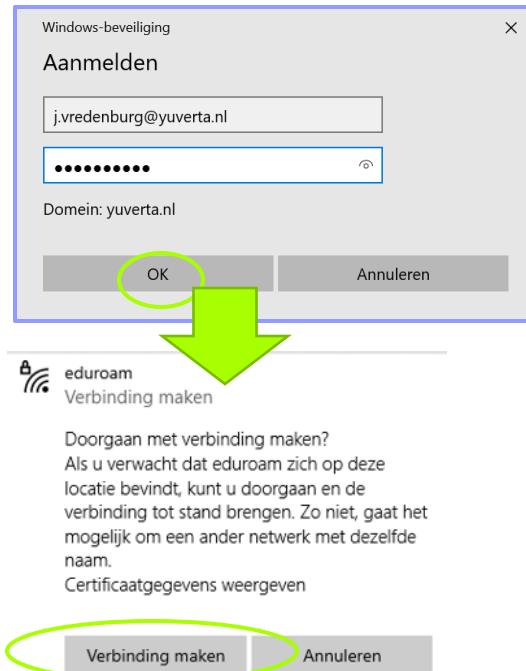 Windows-beveiliging
Aanmelden
j.vredenburg@yuverta.nl
●●●●●●●●●●
Domein: yuverta.nl
OK
Annuleren
eduroam
Verbinding maken
Doorgaan met verbinding maken?
Als u verwacht dat eduroam zich op deze
locatie bevindt, kunt u doorgaan en de
verbinding tot stand brengen. Zo niet, gaat het
mogelijk om een ander netwerk met dezelfde
naam.
Certificaatgegevens weergeven
Verbinding maken
Annuleren